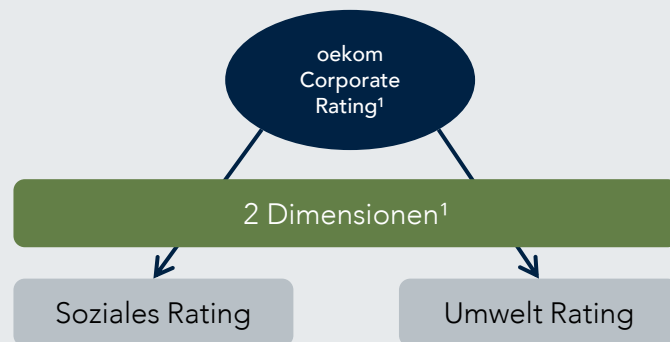 oekom
Corporate
Rating¹
2 Dimensionen¹
Soziales Rating
Umwelt Rating